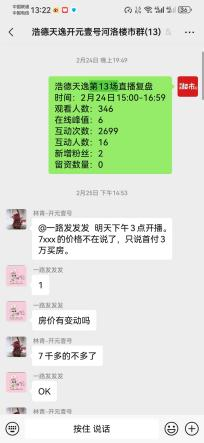 13:22
浩德天逸开元壹号河洛楼市群(13)
2月24日 晚上19:49
浩德天逸第13场直播复盘
时间：2月24日15:00-16:59
观看人数：346
在线峰值：6
互动次数：2699
互动人数：16
新增粉丝：2
留资数量：0
2月25日 下午14:53
林青-开元壹号
@一路发发发 明天下午3点开播。
7xxx的价格不在说了，只说首付3
万买房。
一路发发发
1
一路发发发
房价有变动吗
林青-开元壹号
7千多的不多了
一路发发发
OK
林青-开元壹号
按住 说话